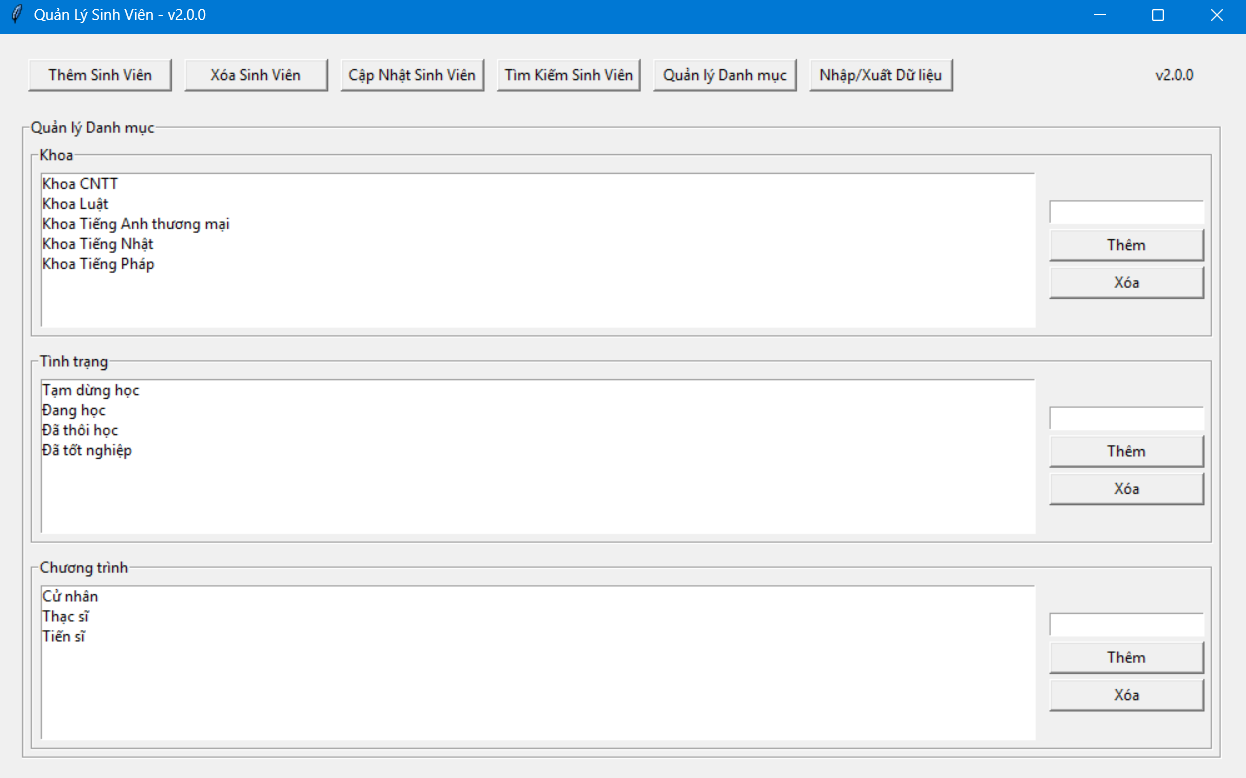 Quản Lý Sinh Viên - v2.0.0
Thêm Sinh Viên Xóa Sinh Viên Cập Nhật Sinh Viên Tìm Kiếm Sinh Viên Quản lý Danh mục Nhập/Xuất Dữ liệu v2.0.0
Quản lý Danh mục
Khoa
Khoa CNTT
Khoa Luật
Khoa Tiếng Anh thương mại
Khoa Tiếng Nhật
Khoa Tiếng Pháp
Thêm
Xóa
Tình trạng
Tạm dừng học
Đang học
Đã thôi học
Đã tốt nghiệp
Thêm
Xóa
Chương trình
Cử nhân
Thạc sĩ
Tiến sĩ
Thêm
Xóa